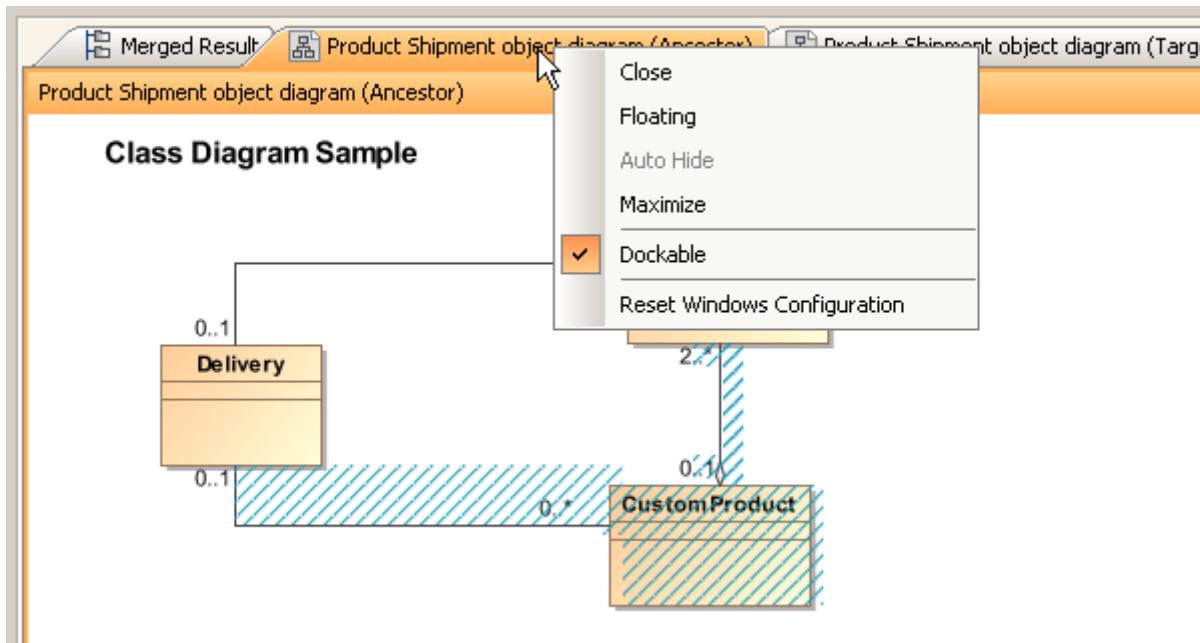 Merged Result
Product Shipment object diagram (Ancestor)
Product Shipment object diagram (Targ
Product Shipment object diagram (Ancestor)
Close
Floating
Auto Hide
Maximize
Dockable
Reset Windows Configuration
Class Diagram Sample
0..1
Delivery
2..*
0..1
0..1
0..*
CustomProduct